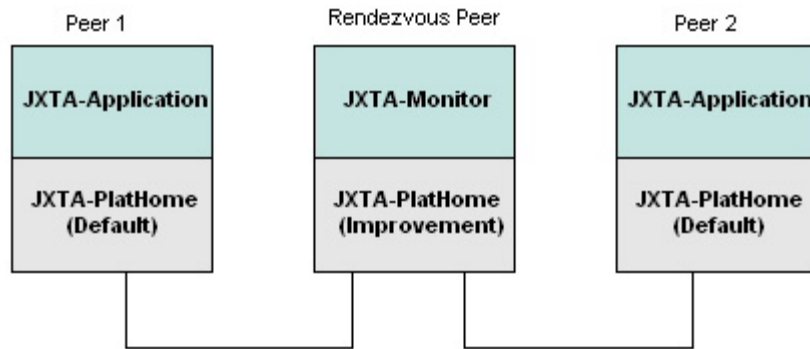 Peer 1
Rendezvous Peer
Peer 2
JXTA-Application
JXTA-Monitor
JXTA-Application
JXTA-PlatHome
(Default)
JXTA-PlatHome
(Improvement)
JXTA-PlatHome
(Default)